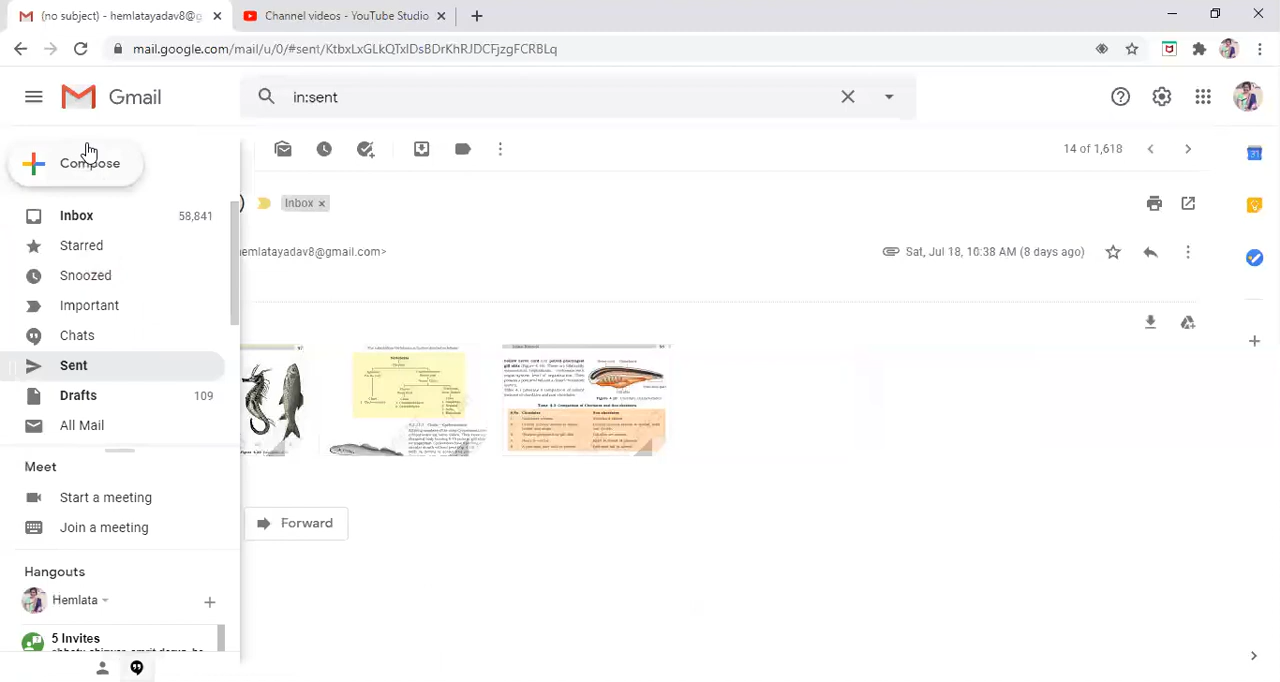 (no subject) - hemlatayadav8@g
Channel videos - YouTube Studio
mail.google.com/mail/u/0/#sent/KtbxLxGLkQTxlDsBDrKhRJDCFjzgFCRBLq
Gmail
in:sent
Compose
14 of 1,618
Inbox 58,841
Inbox x
Starred
emlatayadav8@gmail.com>
Sat, Jul 18, 10:38 AM (8 days ago)
Snoozed
Important
Chats
Sent
Drafts 109
All Mail
Meet
Start a meeting
Join a meeting
Forward
Hangouts
Hemlata
5 Invites